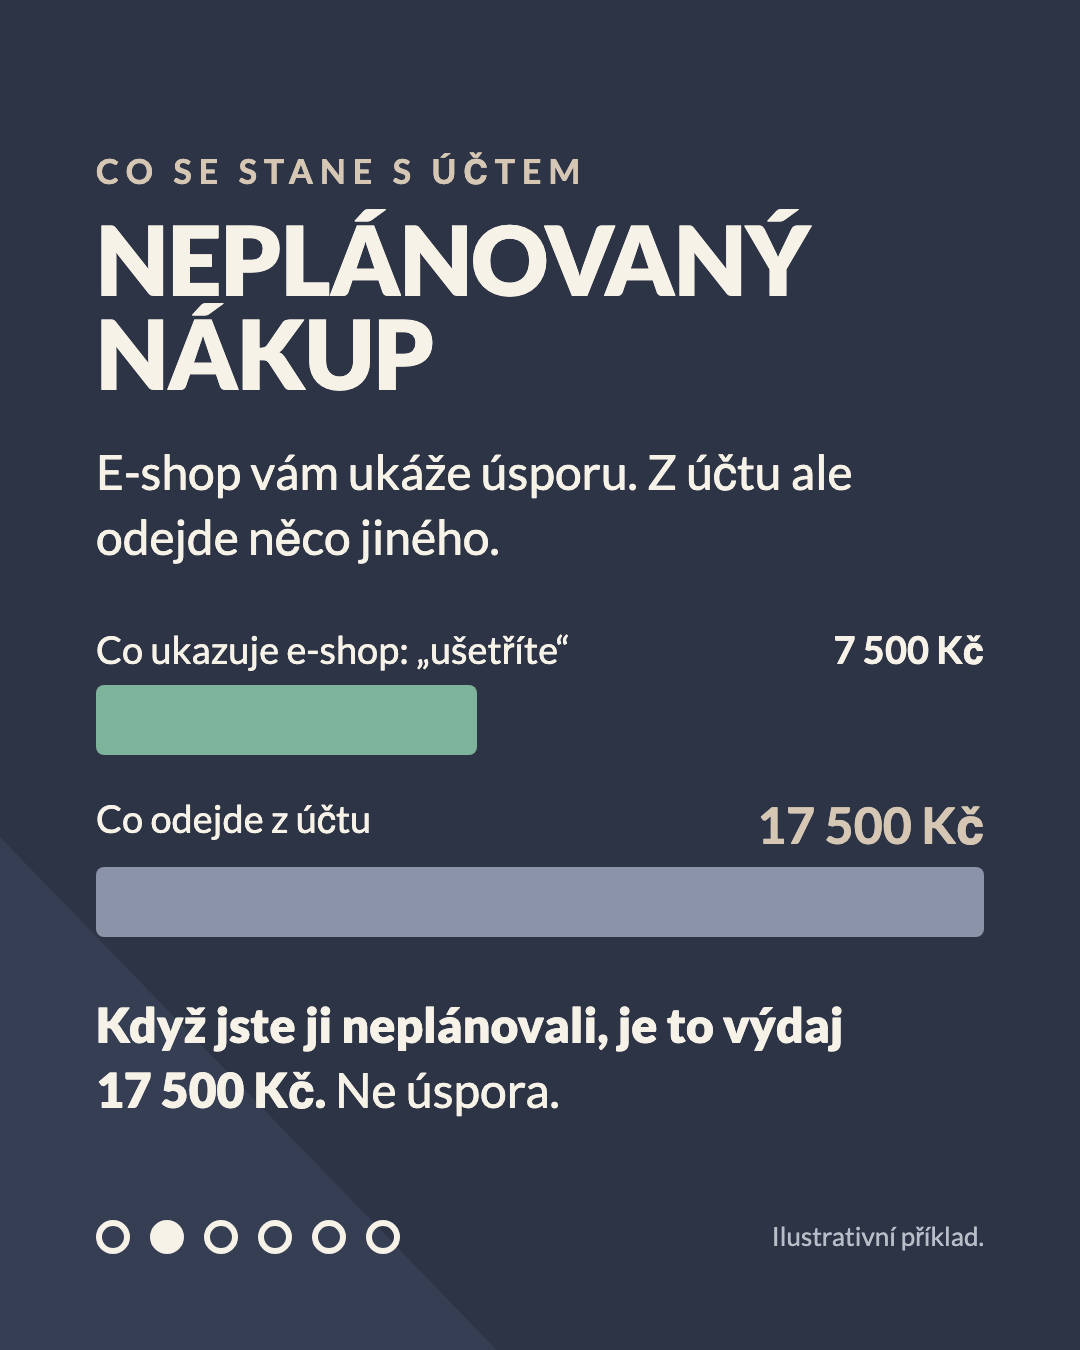 CO SE STANE S ÚČTEM
NEPLÁNOVANÝ
NÁKUP
E-shop vám ukáže úsporu. Z účtu ale
odejde něco jiného.
Co ukazuje e-shop: „ušetříte“ 7 500 Kč
Co odejde z účtu 17 500 Kč
Když jste ji neplánovali, je to výdaj
17 500 Kč. Ne úspora.
Ilustrativní příklad.